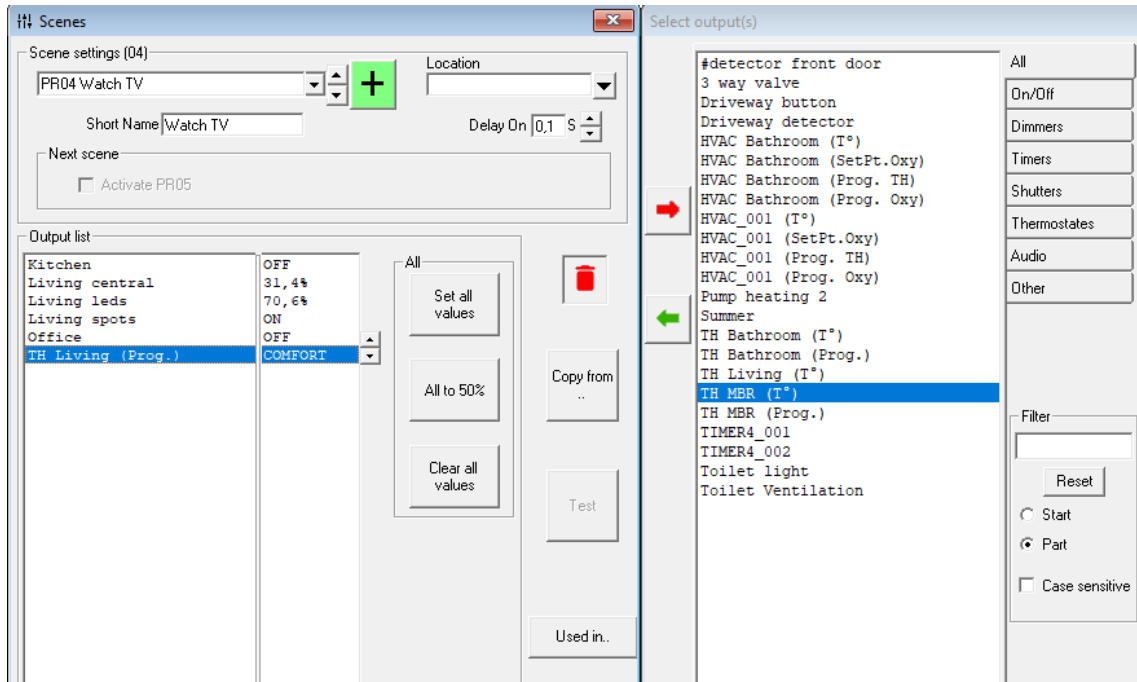 Scenes
Scene settings (04)
PR04 Watch TV
Location
Short Name Watch TV
Delay On 0,1 S
Next scene
Activate PR05
Output list
Kitchen OFF
Living central 31,4%
Living leds 70,6%
Living spots ON
Office OFF
TH Living (Prog.) COMFORT
All
Set all
values
All to 50%
Clear all
values
Copy from
..
Test
Used in..
Select output(s)
#detector front door
3 way valve
Driveway button
Driveway detector
HVAC Bathroom (T°)
HVAC Bathroom (SetPt.Oxy)
HVAC Bathroom (Prog. TH)
HVAC Bathroom (Prog. Oxy)
HVAC_001 (T°)
HVAC_001 (SetPt.Oxy)
HVAC_001 (Prog. TH)
HVAC_001 (Prog. Oxy)
Pump heating 2
Summer
TH Bathroom (T°)
TH Bathroom (Prog.)
TH Living (T°)
TH MBR (T°)
TH MBR (Prog.)
TIMER4_001
TIMER4_002
Toilet light
Toilet Ventilation
All
On/Off
Dimmers
Timers
Shutters
Thermostates
Audio
Other
Filter
Reset
Start
Part
Case sensitive